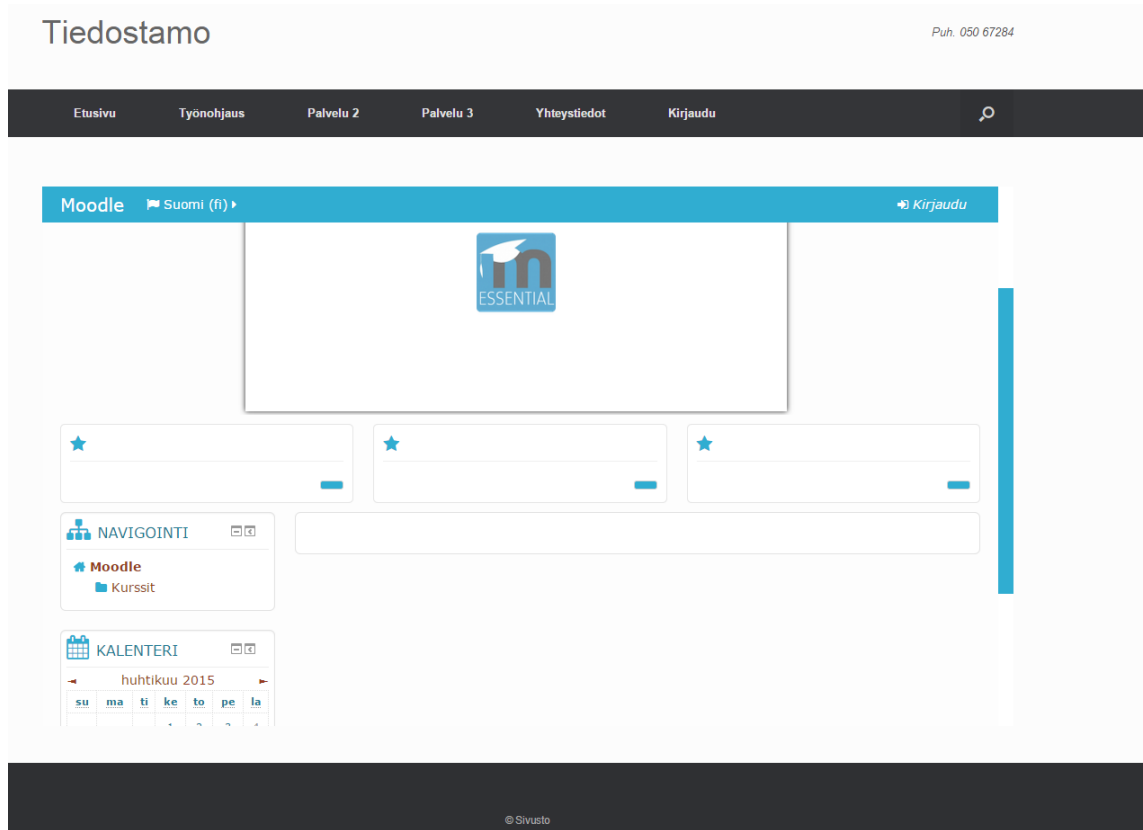 Tiedostamo
Puh. 050 67284
Etusivu Työnohjaus Palvelu 2 Palvelu 3 Yhteystiedot Kirjaudu
Moodle Suomi (fi) Kirjaudu
m
ESSENTIAL
NAVIGOINTI
Moodle
Kurssit
KALENTERI
huhtikuu 2015
su ma ti ke to pe la
© Sivusto